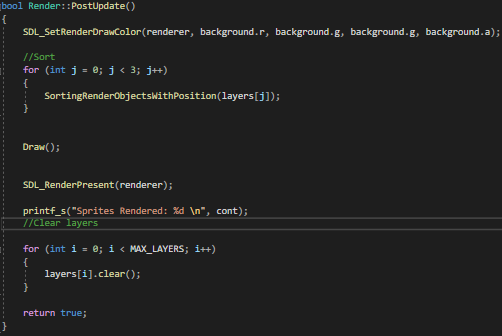 bool Render::PostUpdate()
{
SDL_SetRenderDrawColor(renderer, background.r, background.g, background.g, background.a);
//Sort
for (int j = 0; j < 3; j++)
{
SortingRenderObjectsWithPosition(layers[j]);
}
Draw();
SDL_RenderPresent(renderer);
printf_s("Sprites Rendered: %d \n", cont);
//Clear layers
for (int i = 0; i < MAX_LAYERS; i++)
{
layers[i].clear();
}
return true;
}